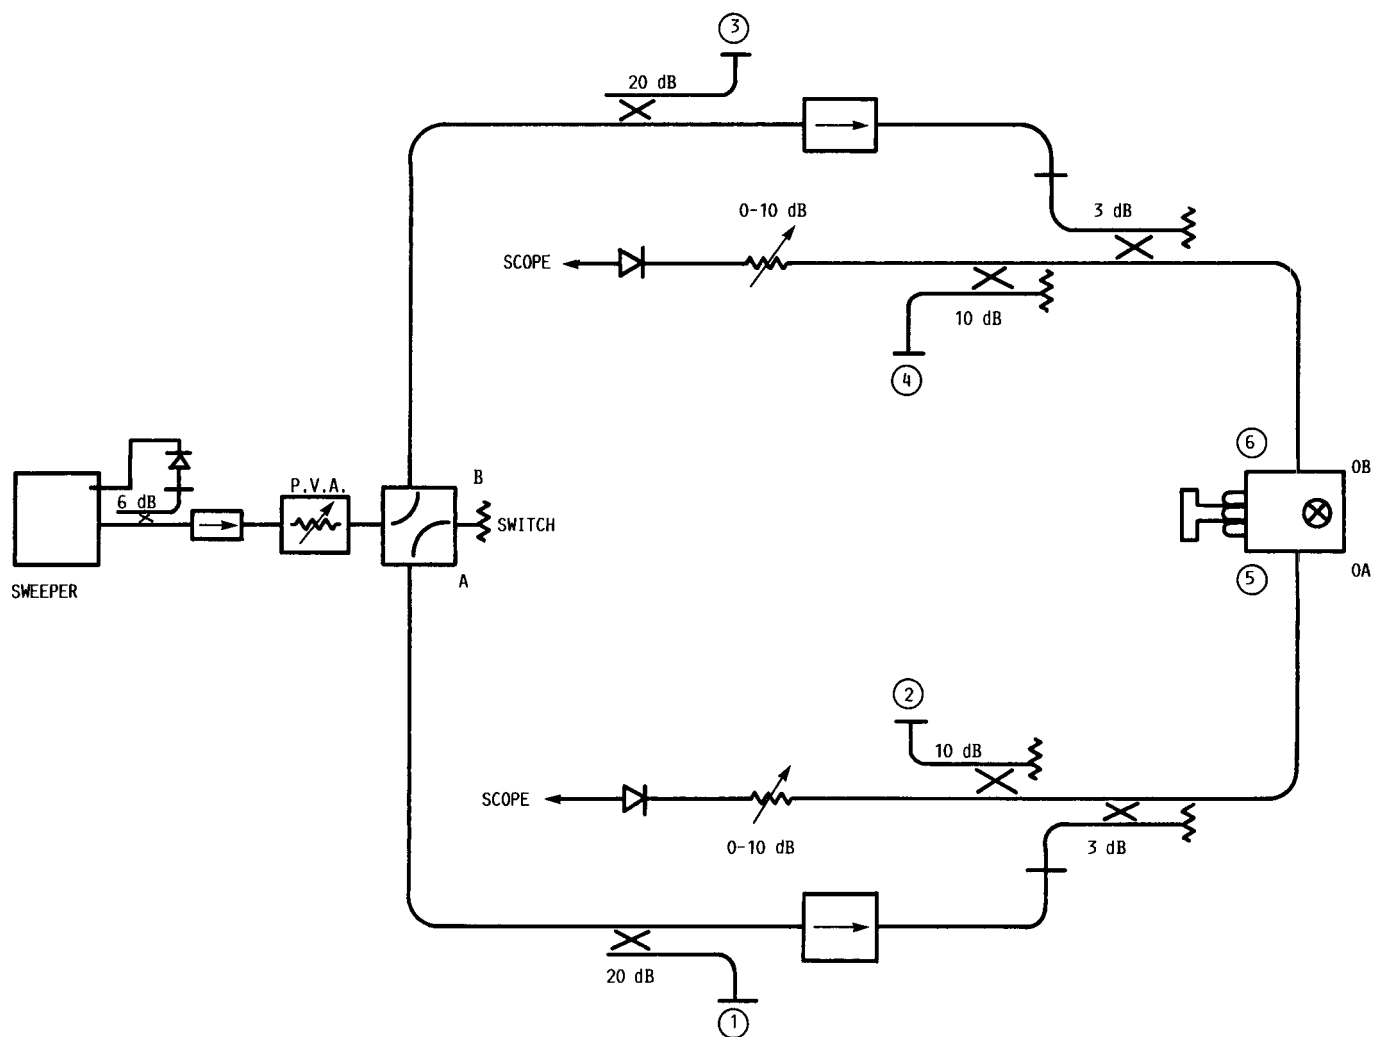 3
20 dB
0-10 dB
3 dB
SCOPE
10 dB
4
6
OB
P.V.A.
B
6 dB
SWITCH
A
SWEEPER
5
OA
2
10 dB
SCOPE
0-10 dB
3 dB
20 dB
1